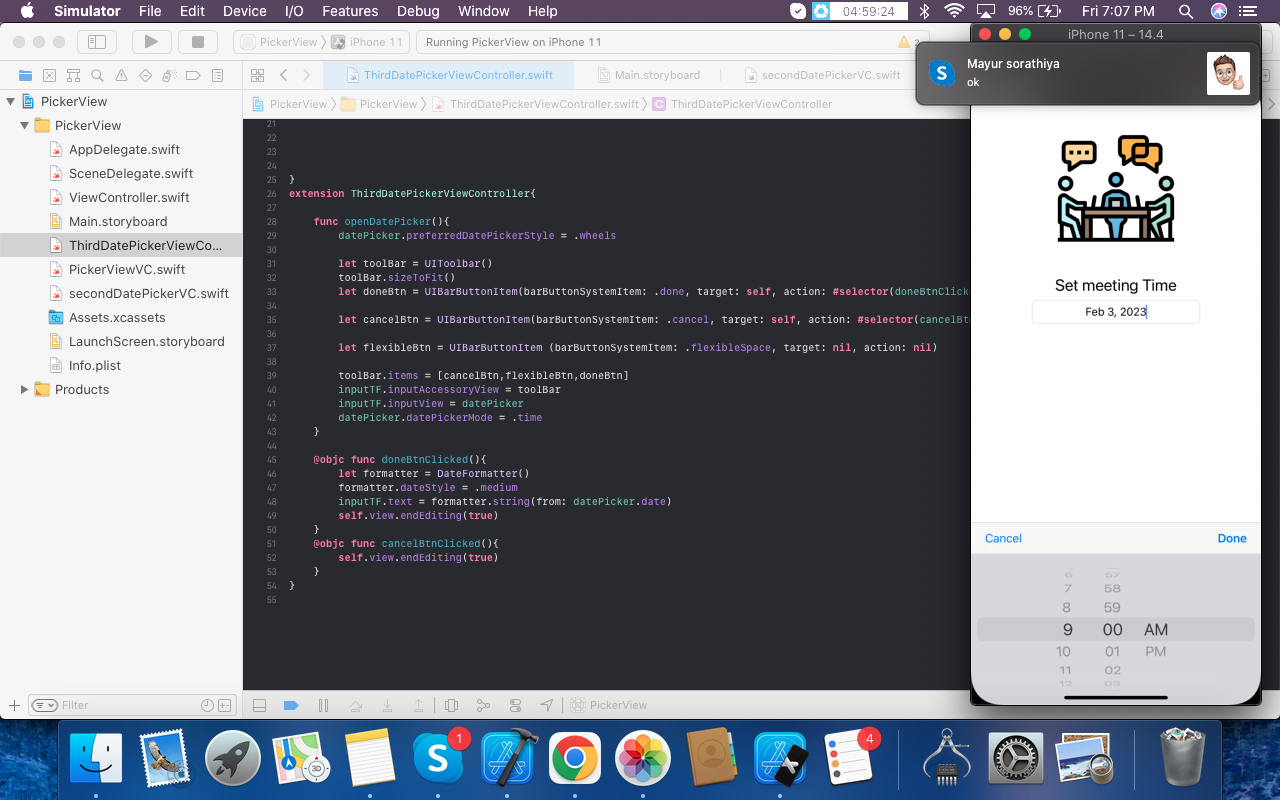 Simulator File Edit Device I/O Features Debug Window Help 04:59:24 96% Fri 7:07 PM
PickerView iPhone 11 Running PickerView on iPhone 11 2
iPhone 11 – 14.4
Mayur sorathiya
ok
ThirdDatePickerViewController.swift Main.storyboard secondDatePickerVC.swift
PickerView PickerView ThirdDatePickerViewController.swift C ThirdDatePickerViewController
PickerView
PickerView
AppDelegate.swift
SceneDelegate.swift
ViewController.swift
Main.storyboard
ThirdDatePickerViewCo...
PickerViewVC.swift
secondDatePickerVC.swift
Assets.xcassets
LaunchScreen.storyboard
Info.plist
Products
Filter
21
22
23
24
25 }
26 extension ThirdDatePickerViewController{
27
28 func openDatePicker(){
29 datePicker.preferredDatePickerStyle = .wheels
30
31 let toolBar = UIToolbar()
32 toolBar.sizeToFit()
33 let doneBtn = UIBarButtonItem(barButtonSystemItem: .done, target: self, action: #selector(doneBtnClicke
34
35 let cancelBtn = UIBarButtonItem(barButtonSystemItem: .cancel, target: self, action: #selector(cancelBt
36
37 let flexibleBtn = UIBarButtonItem (barButtonSystemItem: .flexibleSpace, target: nil, action: nil)
38
39 toolBar.items = [cancelBtn,flexibleBtn,doneBtn]
40 inputTF.inputAccessoryView = toolBar
41 inputTF.inputView = datePicker
42 datePicker.datePickerMode = .time
43 }
44
45 @objc func doneBtnClicked(){
46 let formatter = DateFormatter()
47 formatter.dateStyle = .medium
48 inputTF.text = formatter.string(from: datePicker.date)
49 self.view.endEditing(true)
50 }
51 @objc func cancelBtnClicked(){
52 self.view.endEditing(true)
53 }
54 }
55
PickerView
Set meeting Time
Feb 3, 2023
Cancel Done
6 57
7 58
8 59
9 00 AM
10 01 PM
11 02
12 03
S 1 3D 4